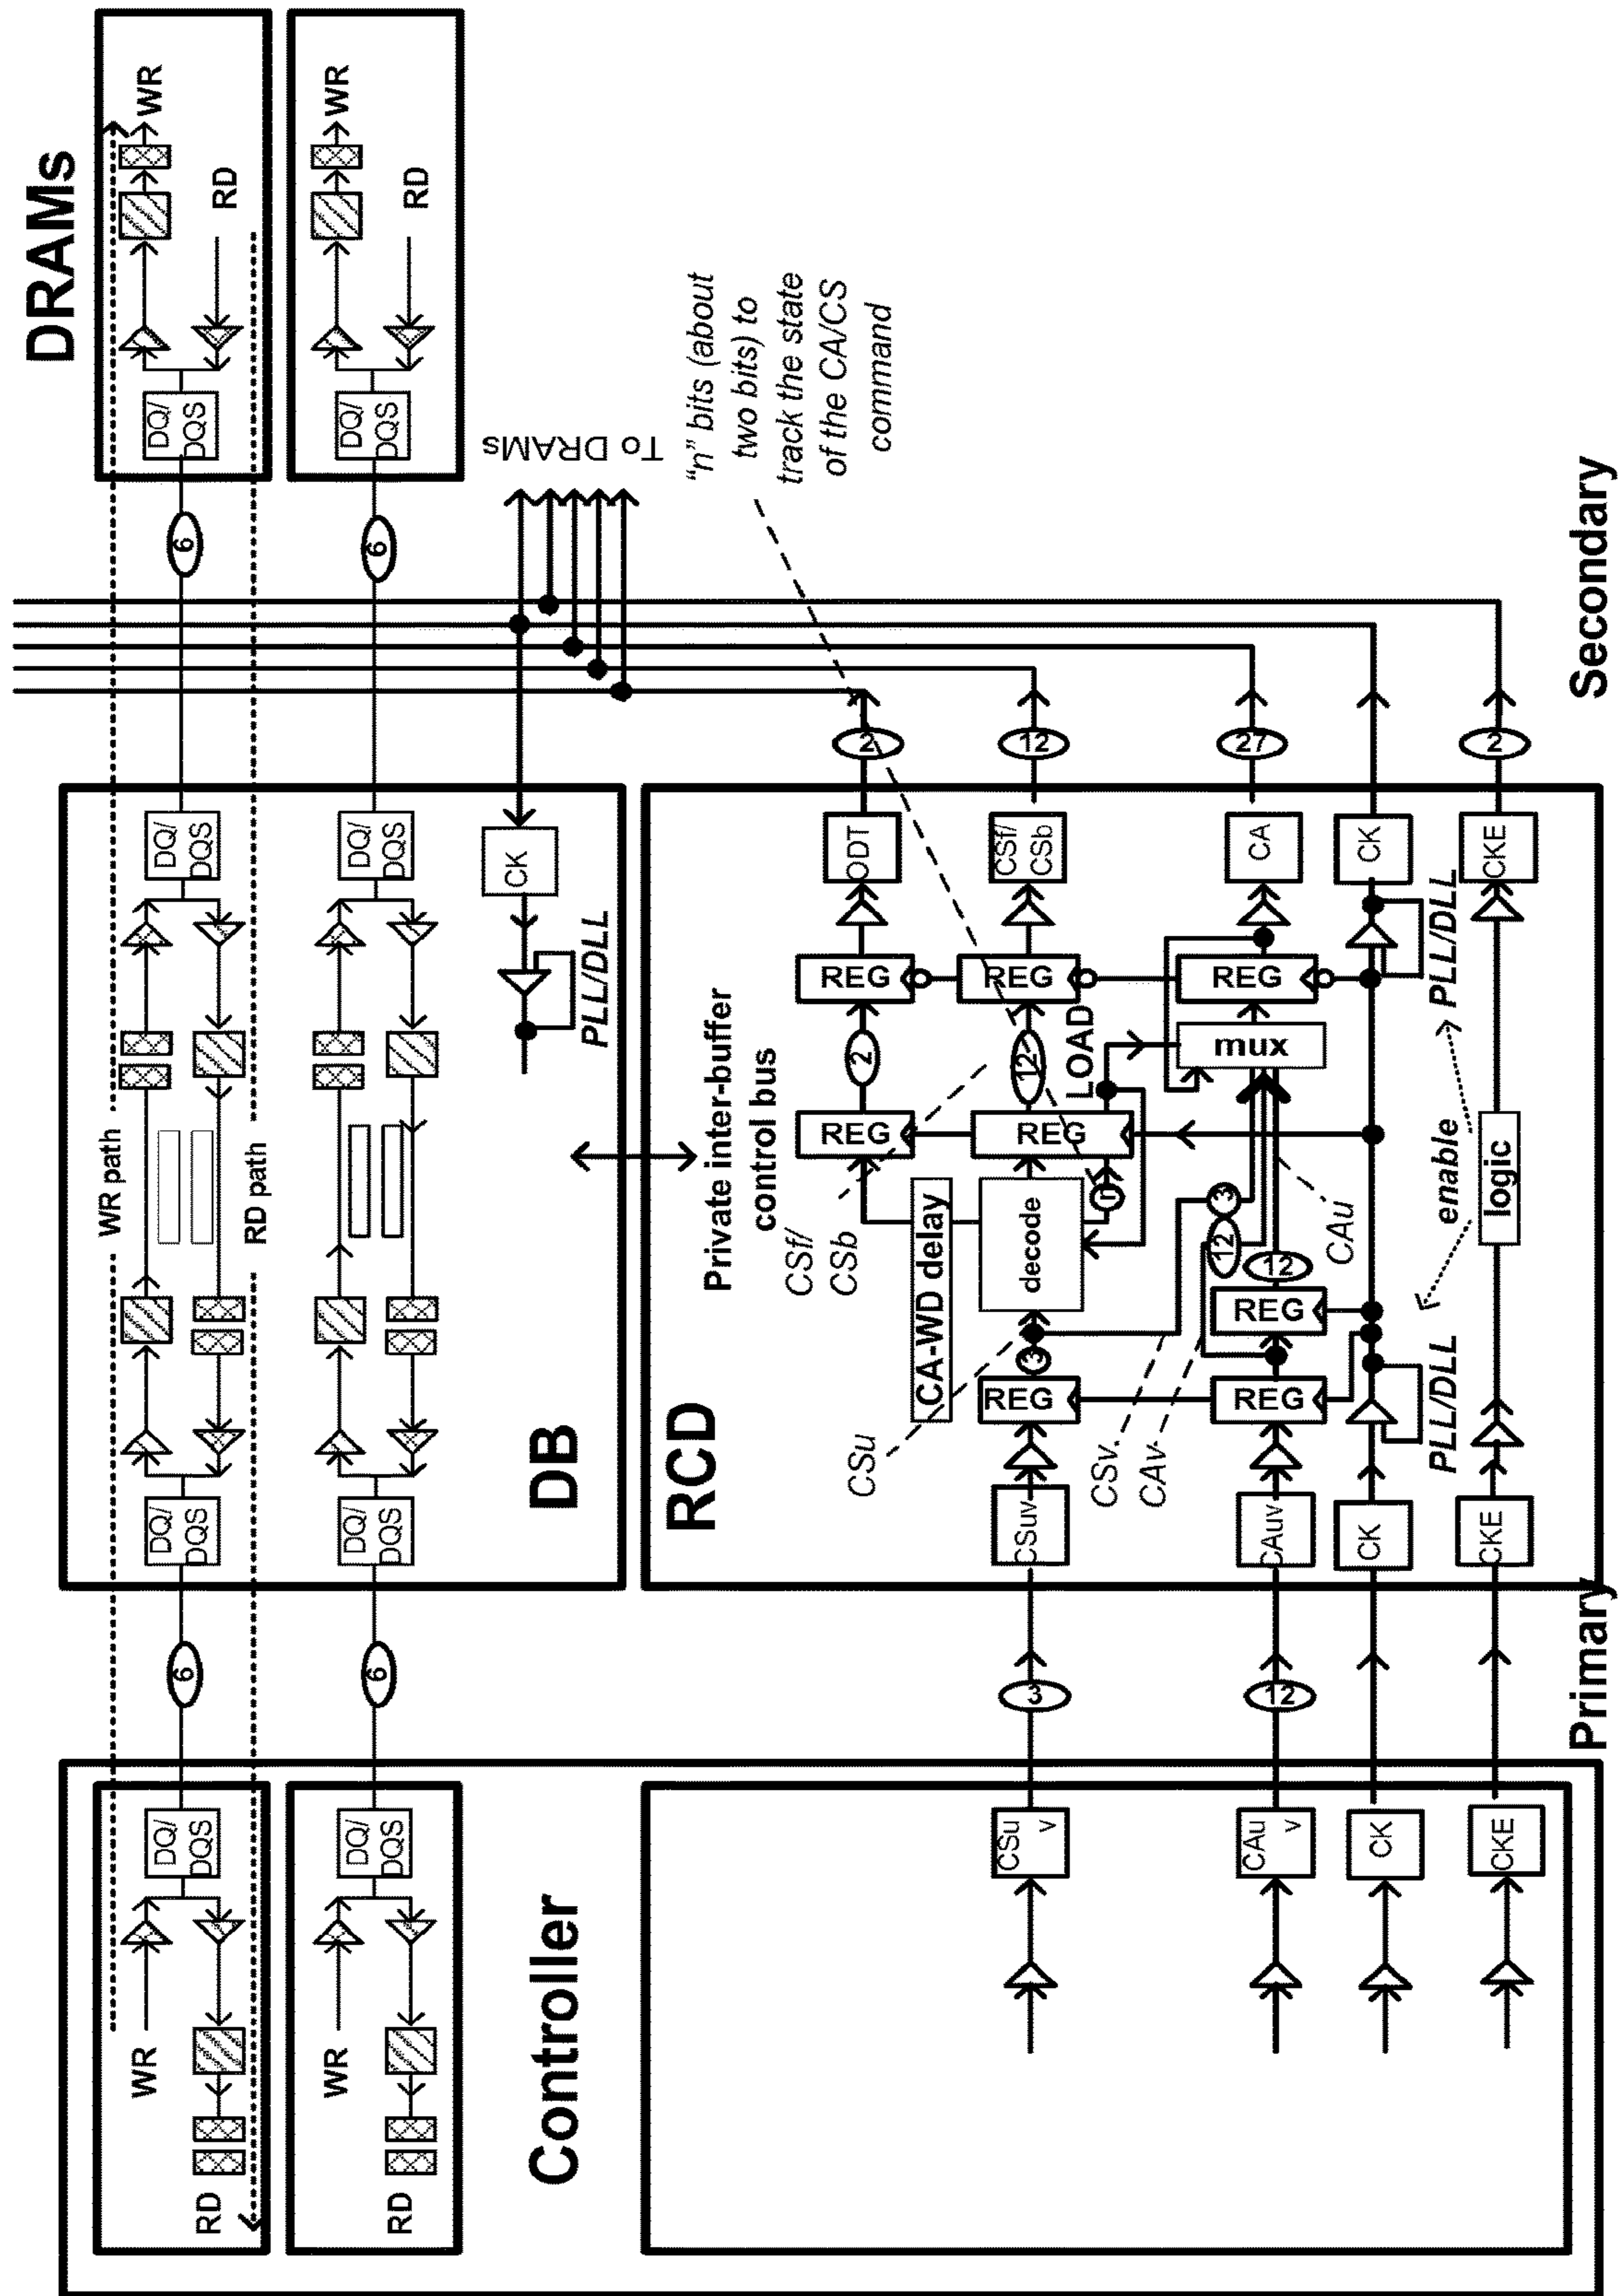 DRAMs
WR
RD
DQ/
DQS
WR
RD
DQ/
DQS
6
6
To DRAMs
"n" bits (about
two bits) to
track the state
of the CA/CS
command
Secondary
WR path
RD path
DQ/
DQS
DQ/
DQS
DQ/
DQS
DQ/
DQS
CK
PLL/DLL
DB
Private inter-buffer
control bus
RCD
2
12
27
2
ODT
CSf/
CSb
CA
CK
CKE
REG
REG
REG
PLL/DLL
2
12
LOAD
mux
REG
REG
CSf/
CSb
CA-WD delay
decode
n
3
12
12
CAu
enable
logic
REG
3
REG
REG
CSu
CSv
CAv
PLL/DLL
CSuv
CAuv
CK
CKE
Primary
6
6
3
12
DQ/
DQS
WR
RD
DQ/
DQS
WR
RD
Controller
CSu
v
CAu
v
CK
CKE